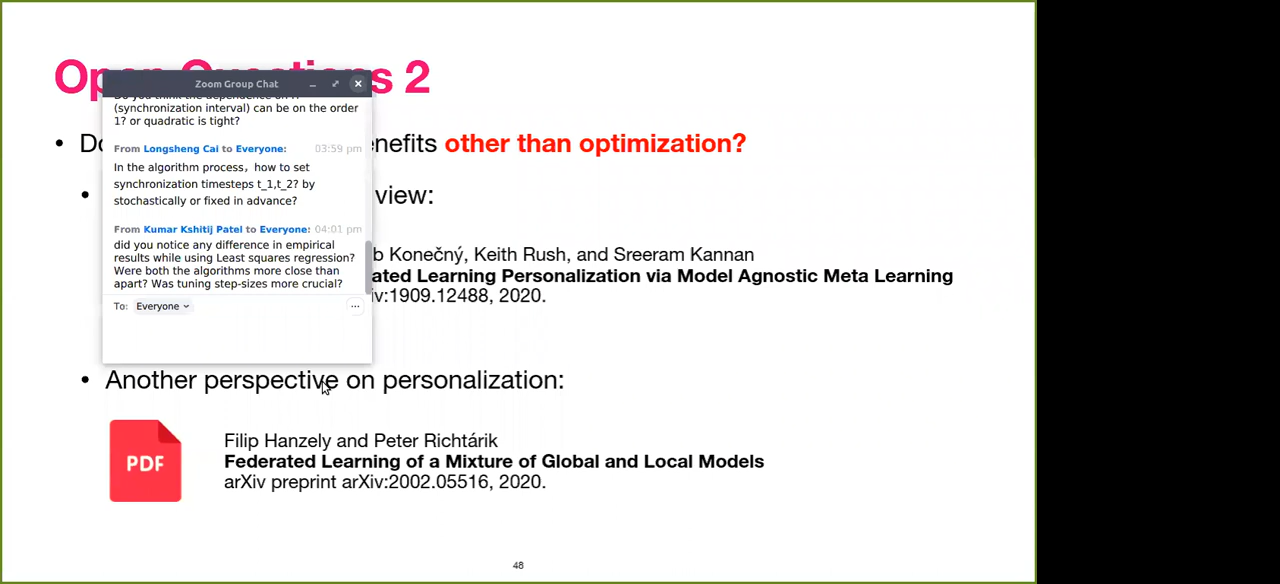 Open Questions 2
Zoom Group Chat
(synchronization interval) can be on the order
1? or quadratic is tight?
From Longsheng Cai to Everyone: 03:59 pm
In the algorithm process, how to set
synchronization timesteps t_1,t_2? by
stochastically or fixed in advance?
From Kumar Kshitij Patel to Everyone: 04:01 pm
did you notice any difference in empirical
results while using Least squares regression?
Were both the algorithms more close than
apart? Was tuning step-sizes more crucial?
To: Everyone
• Do enefits other than optimization?
• view:
b Konečný, Keith Rush, and Sreeram Kannan
ated Learning Personalization via Model Agnostic Meta Learning
iv:1909.12488, 2020.
• Another perspective on personalization:
PDF
Filip Hanzely and Peter Richtárik
Federated Learning of a Mixture of Global and Local Models
arXiv preprint arXiv:2002.05516, 2020.
48